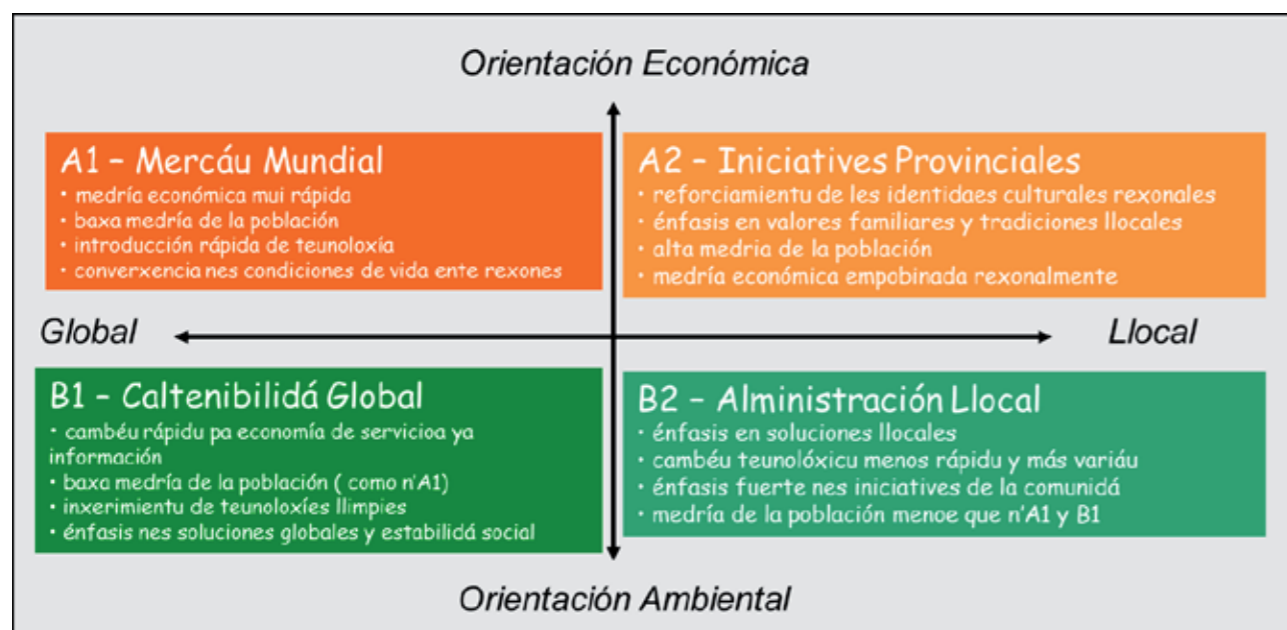 Orientación Económica
A1 – Mercáu Mundial
• medría económica mui rápida
• baxa medría de la población
• introducción rápida de teunoloxía
• converxencia nes condiciones de vida ente rexones
A2 – Iniciatives Provinciales
• reforciamientu de les identidaes culturales rexonales
• énfasis en valores familiares y tradiciones llocales
• alta medria de la población
• medría económica empobinada rexonalmente
Global
Llocal
B1 – Caltenibilidá Global
• cambéu rápidu pa economía de servicioa ya
información
• baxa medría de la población ( como n'A1)
• inxerimientu de teunoloxíes llimpies
• énfasis nes soluciones globales y estabilidá social
B2 – Alministración Llocal
• énfasis en soluciones llocales
• cambéu teunolóxicu menos rápidu y más variáu
• énfasis fuerte nes iniciatives de la comunidá
• medría de la población menoe que n'A1 y B1
Orientación Ambiental